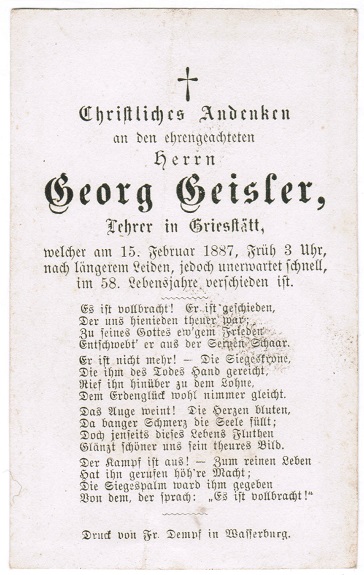 Christliches Andenken
an den ehrengeachteten
Herrn
Georg Geisler,
Lehrer in Griesstätt,
welcher am 15. Februar 1887, Früh 3 Uhr,
nach längerem Leiden, jedoch unerwartet schnell,
im 58. Lebensjahre verschieden ist.
Es ist vollbracht! Er ist geschieden,
Der uns hienieden theuer war;
Zu seines Gottes ew'gem Frieden
Entschwebt' er aus der Seinen Schaar.
Er ist nicht mehr! – Die Siegeskrone,
Die ihm des Todes Hand gereicht,
Rief ihn hinüber zu dem Lohne,
Dem Erdenglück wohl nimmer gleicht.
Das Auge weint! Die Herzen bluten,
Da banger Schmerz die Seele füllt;
Doch jenseits dieses Lebens Fluthen
Glänzt schöner uns sein theures Bild.
Der Kampf ist aus! – Zum reinen Leben
Hat ihn gerufen höh're Macht;
Die Siegespalm ward ihm gegeben
Von dem, der sprach: „Es ist vollbracht!"
Druck von Fr. Dempf in Wasserburg.